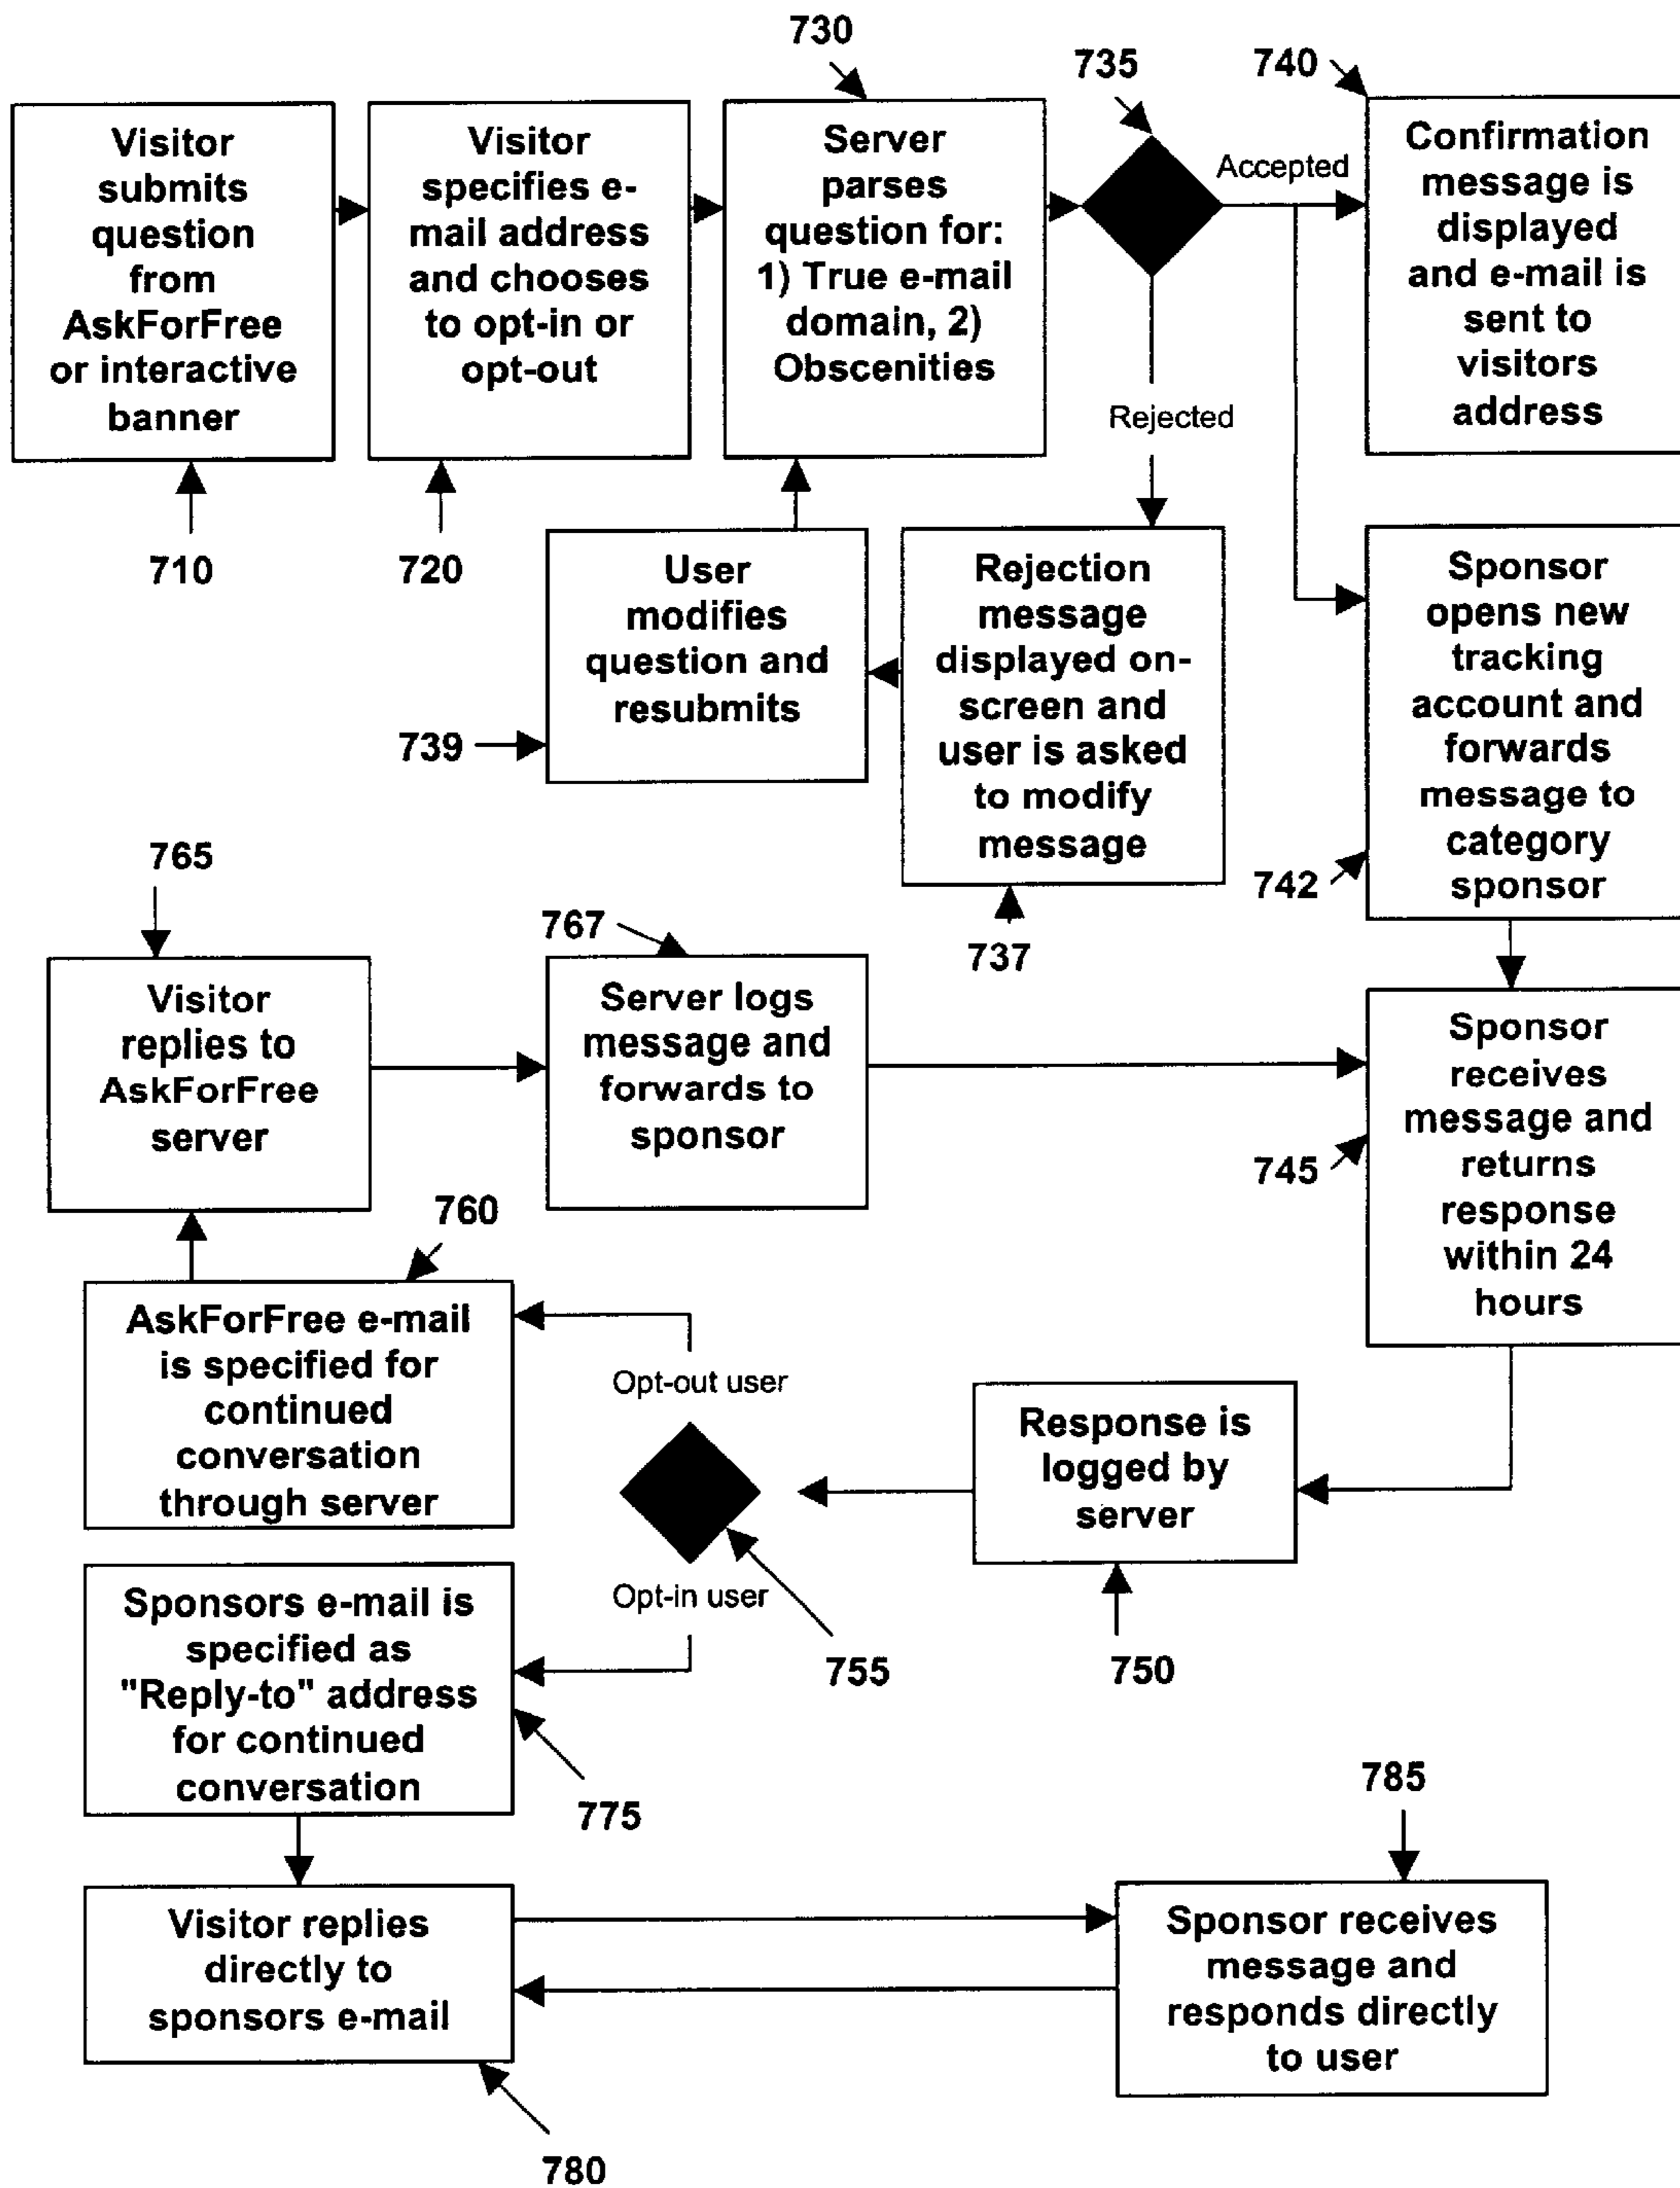 730
735
740
Visitor
submits
question
from
AskForFree
or interactive
banner
Visitor
specifies e-
mail address
and chooses
to opt-in or
opt-out
Server
parses
question for:
1) True e-mail
domain, 2)
Obscenities
Accepted
Rejected
Confirmation
message is
displayed
and e-mail is
sent to
visitors
address
710
720
User
modifies
question and
resubmits
739
Rejection
message
displayed on-
screen and
user is asked
to modify
message
737
Sponsor
opens new
tracking
account and
forwards
message to
category
sponsor
742
765
767
Visitor
replies to
AskForFree
server
Server logs
message and
forwards to
sponsor
Sponsor
receives
message and
returns
response
within 24
hours
745
760
AskForFree e-mail
is specified for
continued
conversation
through server
Opt-out user
Response is
logged by
server
750
Opt-in user
755
Sponsors e-mail is
specified as
"Reply-to" address
for continued
conversation
775
785
Visitor replies
directly to
sponsors e-mail
Sponsor receives
message and
responds directly
to user
780